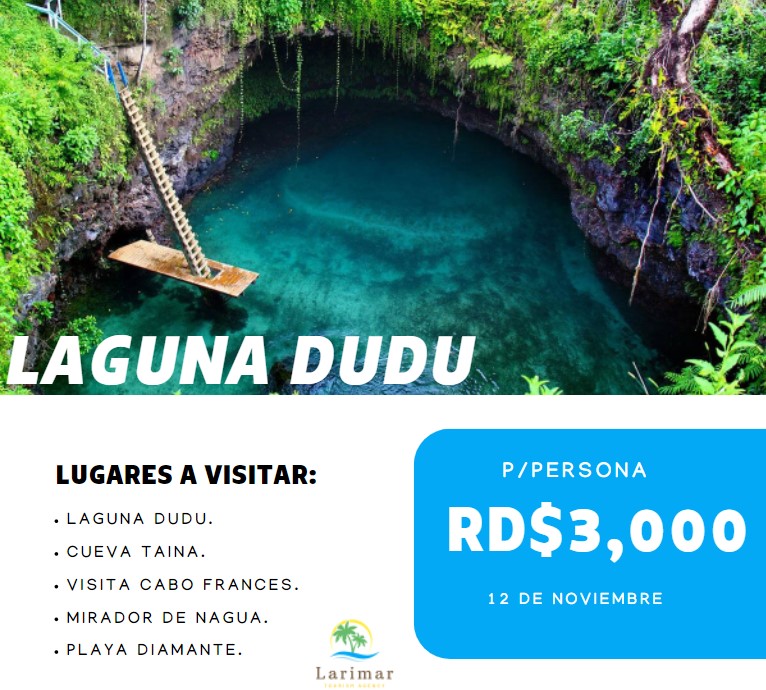 LAGUNA DUDU
LUGARES A VISITAR:
• LAGUNA DUDU.
• CUEVA TAINA.
• VISITA CABO FRANCES.
• MIRADOR DE NAGUA.
• PLAYA DIAMANTE.
P/PERSONA
RD$3,000
12 DE NOVIEMBRE
Larimar